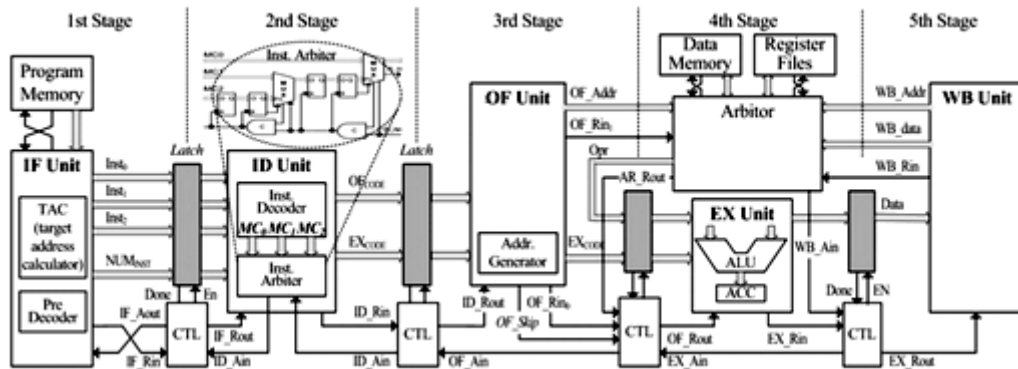 1st Stage
2nd Stage
3rd Stage
4th Stage
5th Stage
Program
Memory
IF Unit
TAC
(target
address
calculator)
Pre
Decoder
Inst0
Inst1
Inst2
NUMINST
Latch
Done
En
CTL
IF_Aout
IF_Rin
IF_Rout
ID_Ain
MC0
Inst. Arbiter
ID Unit
Inst.
Decoder
MC0 MC1 MC2
Inst.
Arbiter
OFCODE
EXCODE
Latch
ID_Rin
ID_Ain
CTL
ID_Rout
OF_Ain
OF Unit
Addr.
Generator
OF_Addr
OF_Rin1
Opr
AR_Rout
EXCODE
OF_Rin0
OF_Skip
CTL
OF_Rout
EX_Ain
Data
Memory
Register
Files
Arbitor
EX Unit
ALU
ACC
EX_Rin
WB_Ain
WB_Addr
WB_data
WB_Rin
Data
Done
EN
CTL
EX_Rout
WB Unit